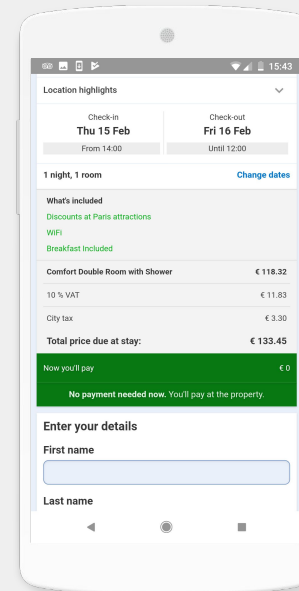 15:43
Location highlights
Check-in
Check-out
Thu 15 Feb
Fri 16 Feb
From 14:00
Until 12:00
1 night, 1 room
Change dates
What's included
Discounts at Paris attractions
WiFi
Breakfast Included
Comfort Double Room with Shower € 118.32
10 % VAT € 11.83
City tax € 3.30
Total price due at stay: € 133.45
Now you'll pay € 0
No payment needed now. You'll pay at the property.
Enter your details
First name
Last name